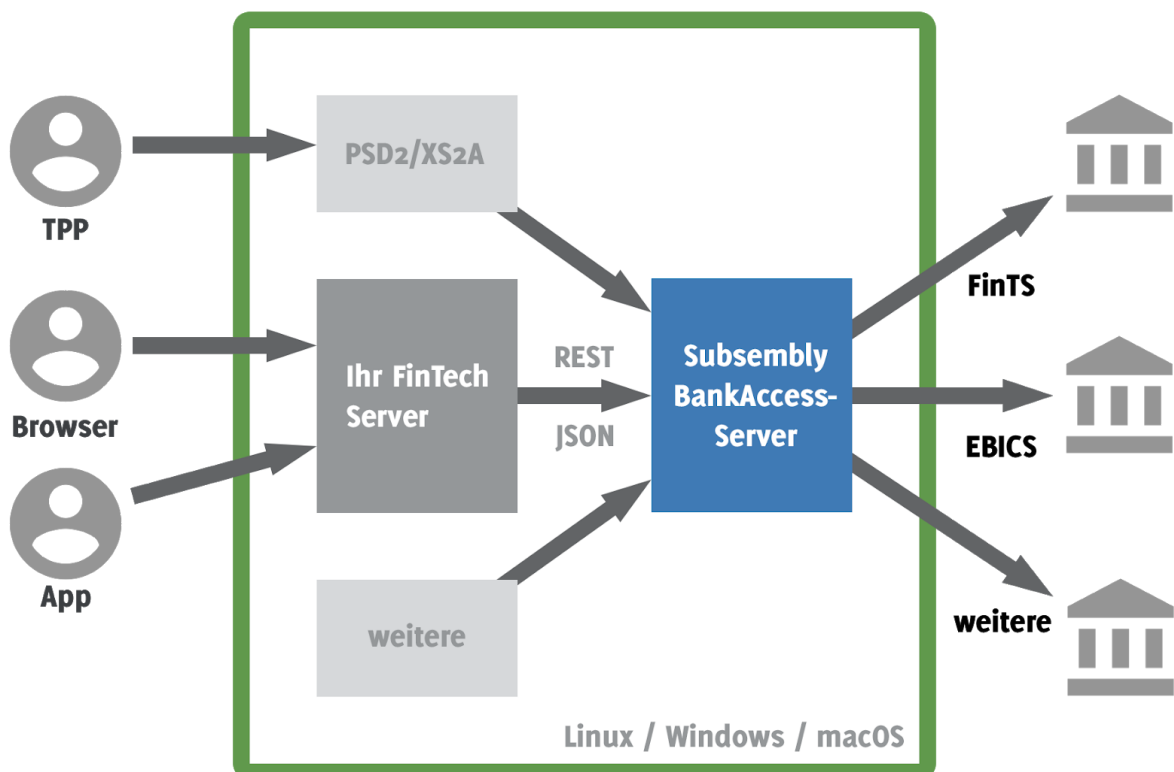 PSD2/XS2A
TPP
FinTS
Ihr FinTech
Server
REST
JSON
Subsembly
BankAccess-
Server
Browser
EBICS
App
weitere
weitere
Linux / Windows / macOS